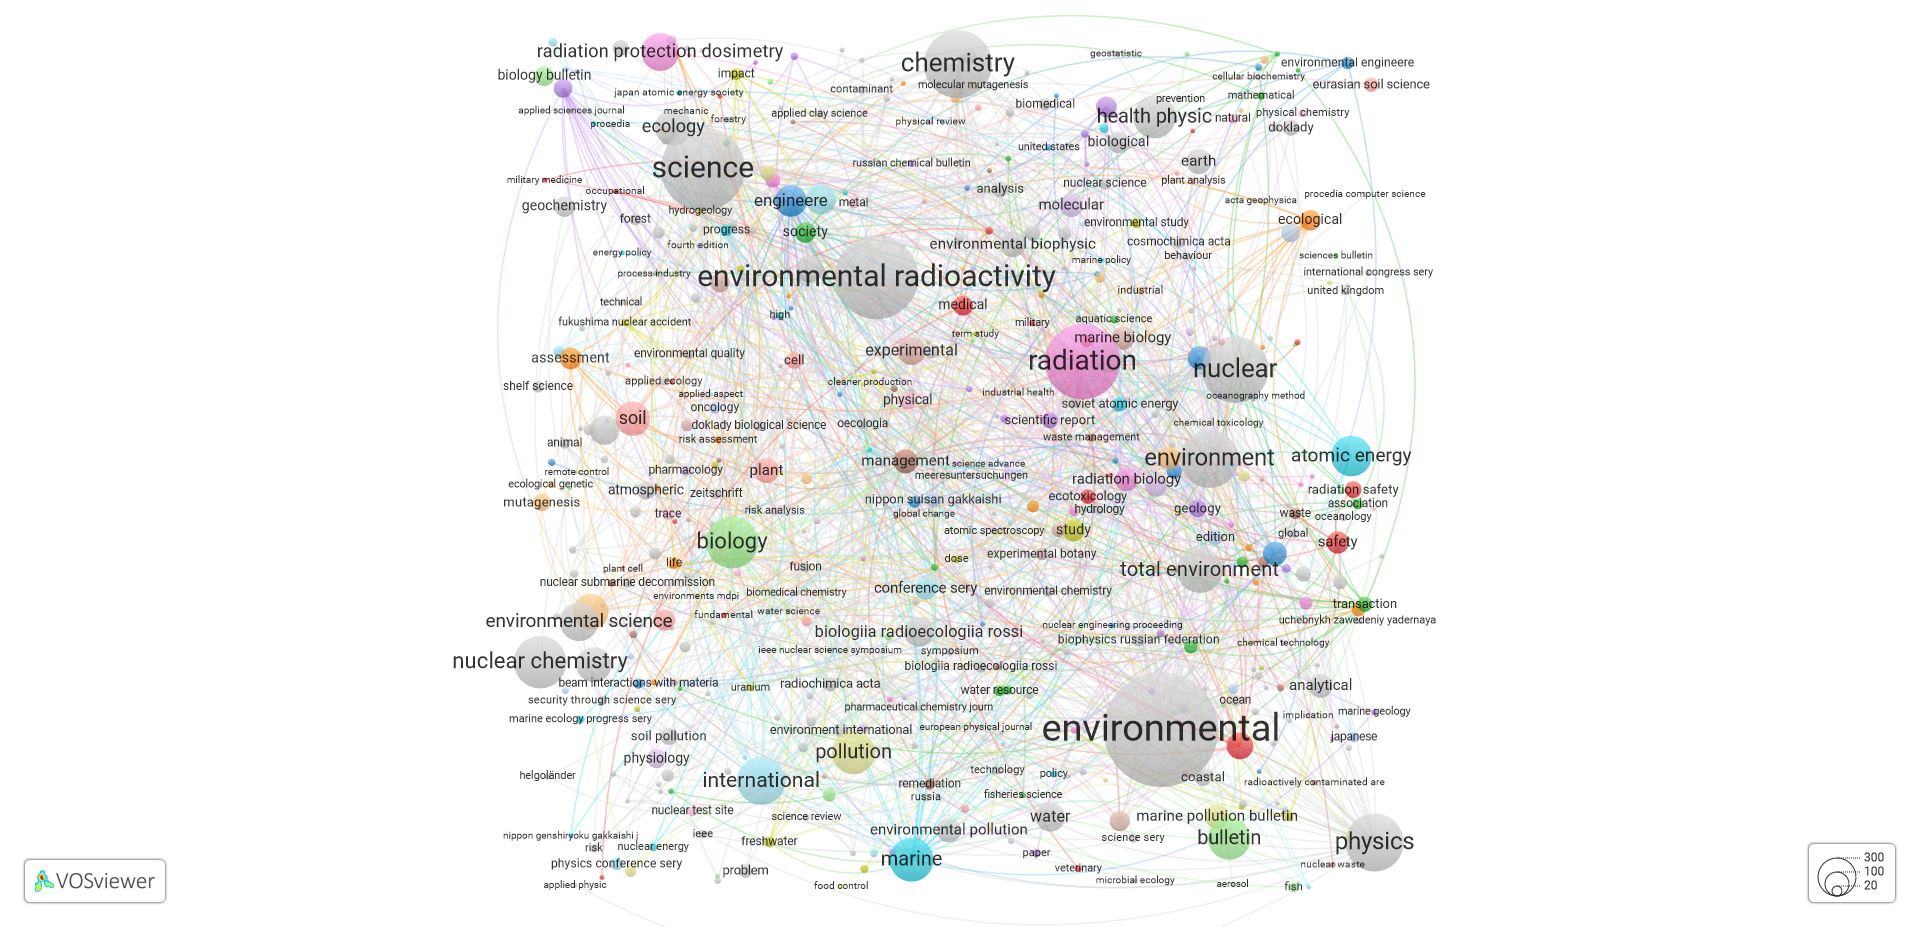 radiation protection dosimetry
chemistry
geostatistic
environmental engineere
biology bulletin
impact
cellular biochemistry
eurasian soil science
japan atomic energy society
contaminant
molecular mutagenesis
biomedical
prevention
mathematical
applied sciences journal
mechanic
forestry
applied clay science
health physic
natural
physical chemistry
procedia
ecology
physical review
doklady
united states
biological
science
russian chemical bulletin
earth
military medicine
occupational
analysis
nuclear science
plant analysis
procedia computer science
geochemistry
hydrogeology
engineere
metal
molecular
acta geophysica
forest
progress
society
environmental study
ecological
fourth edition
environmental biophysic
cosmochimica acta
energy policy
behaviour
sciences bulletin
process industry
environmental radioactivity
marine policy
international congress sery
industrial
united kingdom
technical
high
medical
fukushima nuclear accident
military
aquatic science
term study
marine biology
assessment
environmental quality
cell
experimental
radiation
nuclear
shelf science
applied ecology
cleaner production
applied aspect
industrial health
oceanography method
oncology
physical
soviet atomic energy
soil
doklady biological science
oecologia
scientific report
chemical toxicology
animal
risk assessment
waste management
remote control
pharmacology
plant
management
science advance
environment
atomic energy
ecological genetic
meeresuntersuchungen
radiation biology
mutagenesis
atmospheric
zeitschrift
nippon suisan gakkaishi
ecotoxicology
radiation safety
trace
risk analysis
global change
hydrology
geology
association
waste
oceanology
biology
atomic spectroscopy
study
edition
global
safety
life
plant cell
fusion
dose
experimental botany
total environment
nuclear submarine decommission
environments mdpi
biomedical chemistry
conference sery
environmental chemistry
transaction
environmental science
fundamental
water science
uchebnykh zawedeniy yadernaya
biologiia radioecologiia rossi
nuclear engineering proceeding
biophysics russian federation
chemical technology
nuclear chemistry
ieee nuclear science symposium
symposium
biologiia radioecologiia rossi
beam interactions with materia
uranium
radiochimica acta
water resource
analytical
security through science sery
pharmaceutical chemistry journ
ocean
marine ecology progress sery
environment international
european physical journal
environmental
implication
marine geology
soil pollution
pollution
japanese
physiology
helgoländer
international
technology
policy
coastal
radioactively contaminated are
remediation
russia
fisheries science
nuclear test site
science review
water
marine pollution bulletin
nippon genshiryoku gakkaishi j
ieee
environmental pollution
science sery
bulletin
physics
risk
nuclear energy
freshwater
marine
paper
physics conference sery
problem
veterinary
nuclear waste
applied physic
food control
microbial ecology
aerosol
fish
VOSviewer
300
100
20